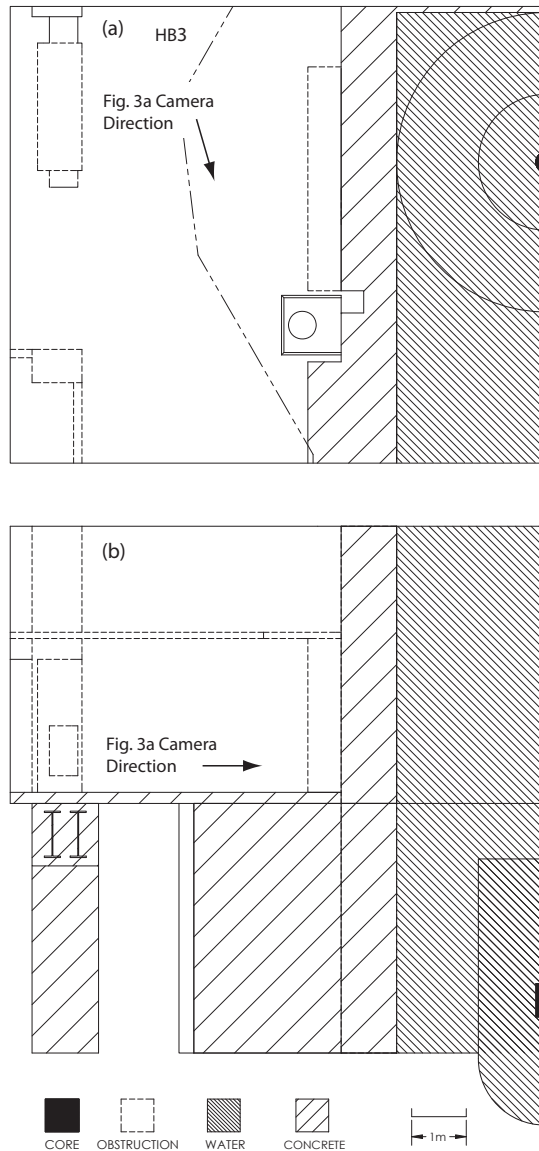 (a)
HB3
Fig. 3a Camera
Direction
(b)
Fig. 3a Camera
Direction
CORE
OBSTRUCTION
WATER
CONCRETE
1m